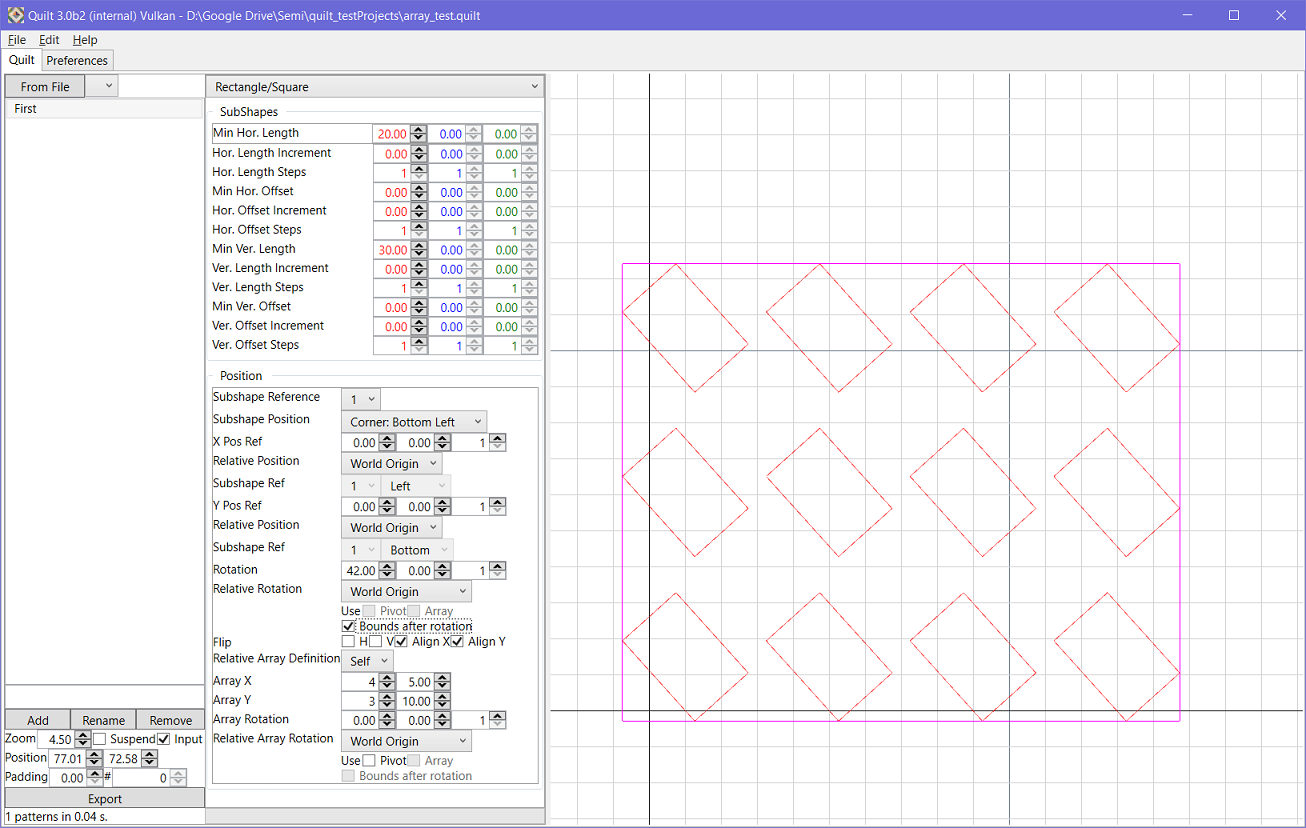 Quilt 3.0b2 (internal) Vulkan - D:\Google Drive\Semi\quilt_testProjects\array_test.quilt
File Edit Help
Quilt Preferences
From File
First
Rectangle/Square
SubShapes
Min Hor. Length 20.00 0.00 0.00
Hor. Length Increment 0.00 0.00 0.00
Hor. Length Steps 1 1 1
Min Hor. Offset 0.00 0.00 0.00
Hor. Offset Increment 0.00 0.00 0.00
Hor. Offset Steps 1 1 1
Min Ver. Length 30.00 0.00 0.00
Ver. Length Increment 0.00 0.00 0.00
Ver. Length Steps 1 1 1
Min Ver. Offset 0.00 0.00 0.00
Ver. Offset Increment 0.00 0.00 0.00
Ver. Offset Steps 1 1 1
Position
Subshape Reference 1
Subshape Position Corner: Bottom Left
X Pos Ref 0.00 0.00 1
Relative Position World Origin
Subshape Ref 1 Left
Y Pos Ref 0.00 0.00 1
Relative Position World Origin
Subshape Ref 1 Bottom
Rotation 42.00 0.00 1
Relative Rotation World Origin
Use Pivot Array
Bounds after rotation
Flip H V Align X Align Y
Relative Array Definition Self
Array X 4 5.00
Array Y 3 10.00
Array Rotation 0.00 0.00 1
Relative Array Rotation World Origin
Use Pivot Array
Bounds after rotation
Add Rename Remove
Zoom 4.50 Suspend Input
Position 77.01 72.58
Padding 0.00 # 0
Export
1 patterns in 0.04 s.